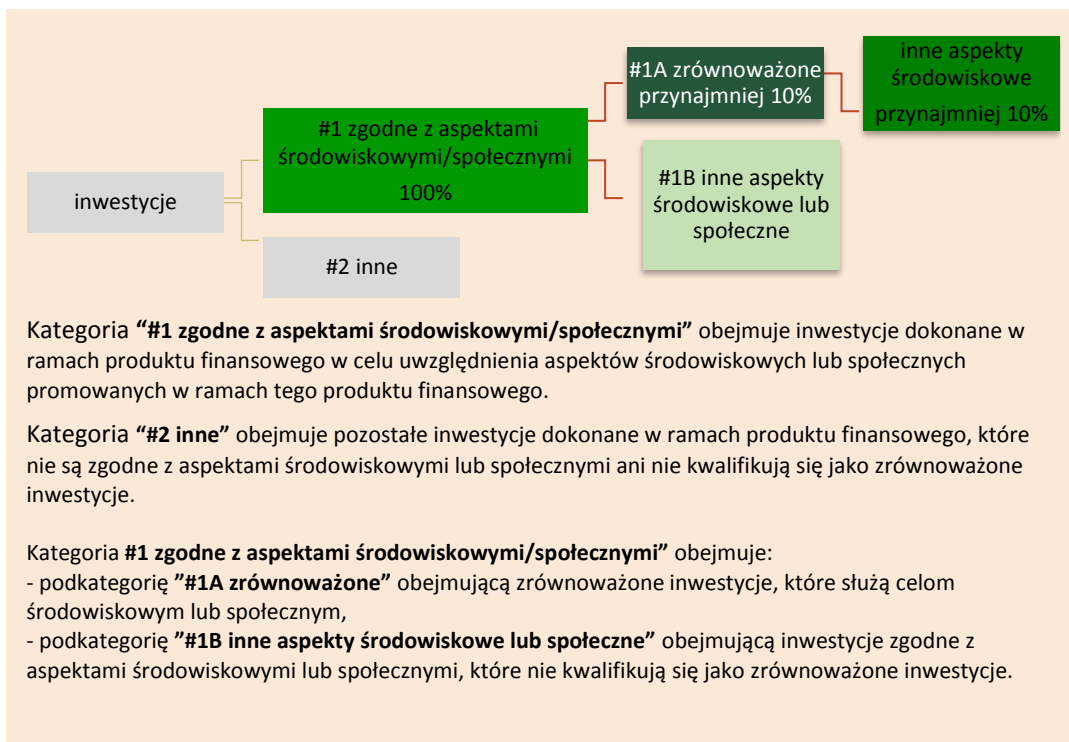 inwestycje
#1 zgodne z aspektami
środowiskowymi/społecznymi
100%
#2 inne
#1A zrównoważone
przynajmniej 10%
#1B inne aspekty
środowiskowe lub
społeczne
inne aspekty
środowiskowe
przynajmniej 10%
Kategoria “#1 zgodne z aspektami środowiskowymi/społecznymi” obejmuje inwestycje dokonane w
ramach produktu finansowego w celu uwzględnienia aspektów środowiskowych lub społecznych
promowanych w ramach tego produktu finansowego.
Kategoria “#2 inne” obejmuje pozostałe inwestycje dokonane w ramach produktu finansowego, które
nie są zgodne z aspektami środowiskowymi lub społecznymi ani nie kwalifikują się jako zrównoważone
inwestycje.
Kategoria #1 zgodne z aspektami środowiskowymi/społecznymi” obejmuje:
- podkategorię ”#1A zrównoważone” obejmującą zrównoważone inwestycje, które służą celom
środowiskowym lub społecznym,
- podkategorię ”#1B inne aspekty środowiskowe lub społeczne” obejmującą inwestycje zgodne z
aspektami środowiskowymi lub społecznymi, które nie kwalifikują się jako zrównoważone inwestycje.